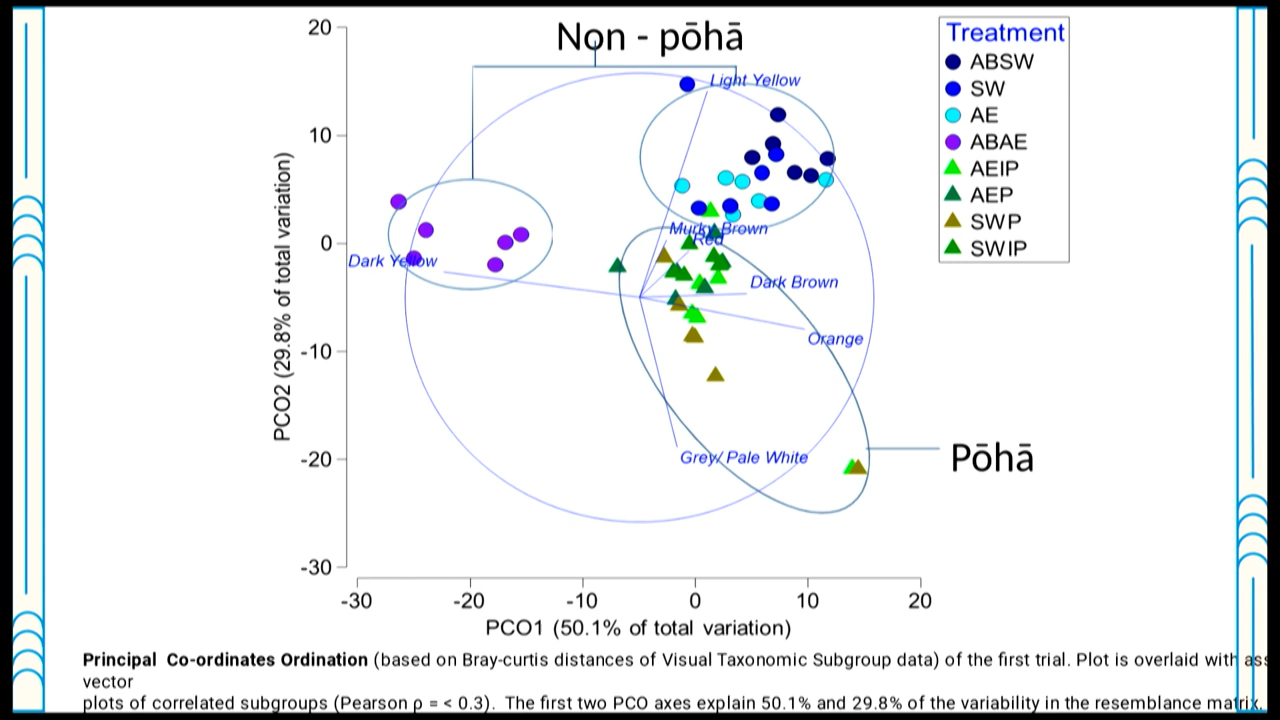 Non - pōhā
Treatment
ABSW
SW
AE
ABAE
AEIP
AEP
SWP
SWIP
20
10
0
-10
-20
-30
PCO2 (29.8% of total variation)
Light Yellow
Murky Brown
Red
Dark Yellow
Dark Brown
Orange
Grey/ Pale White
Pōhā
-30 -20 -10 0 10 20
PCO1 (50.1% of total variation)
Principal Co-ordinates Ordination (based on Bray-curtis distances of Visual Taxonomic Subgroup data) of the first trial. Plot is overlaid with ass
vector
plots of correlated subgroups (Pearson ρ = < 0.3). The first two PCO axes explain 50.1% and 29.8% of the variability in the resemblance matrix.